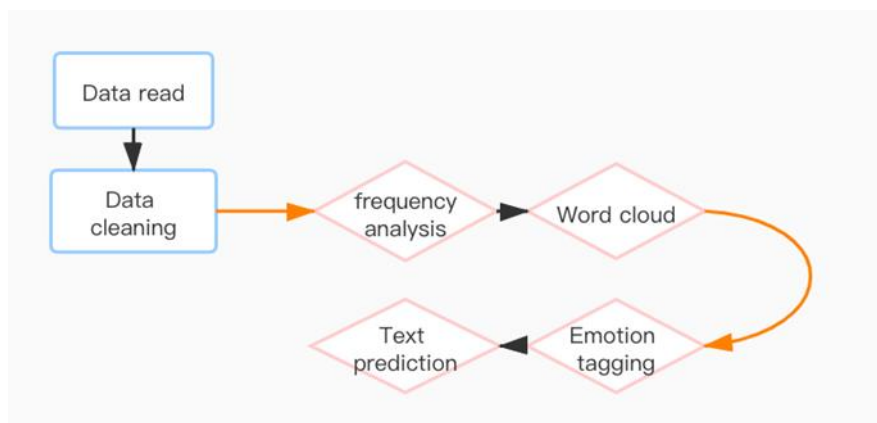 Data read
Data
cleaning
frequency
analysis
Word cloud
Emotion
tagging
Text
prediction